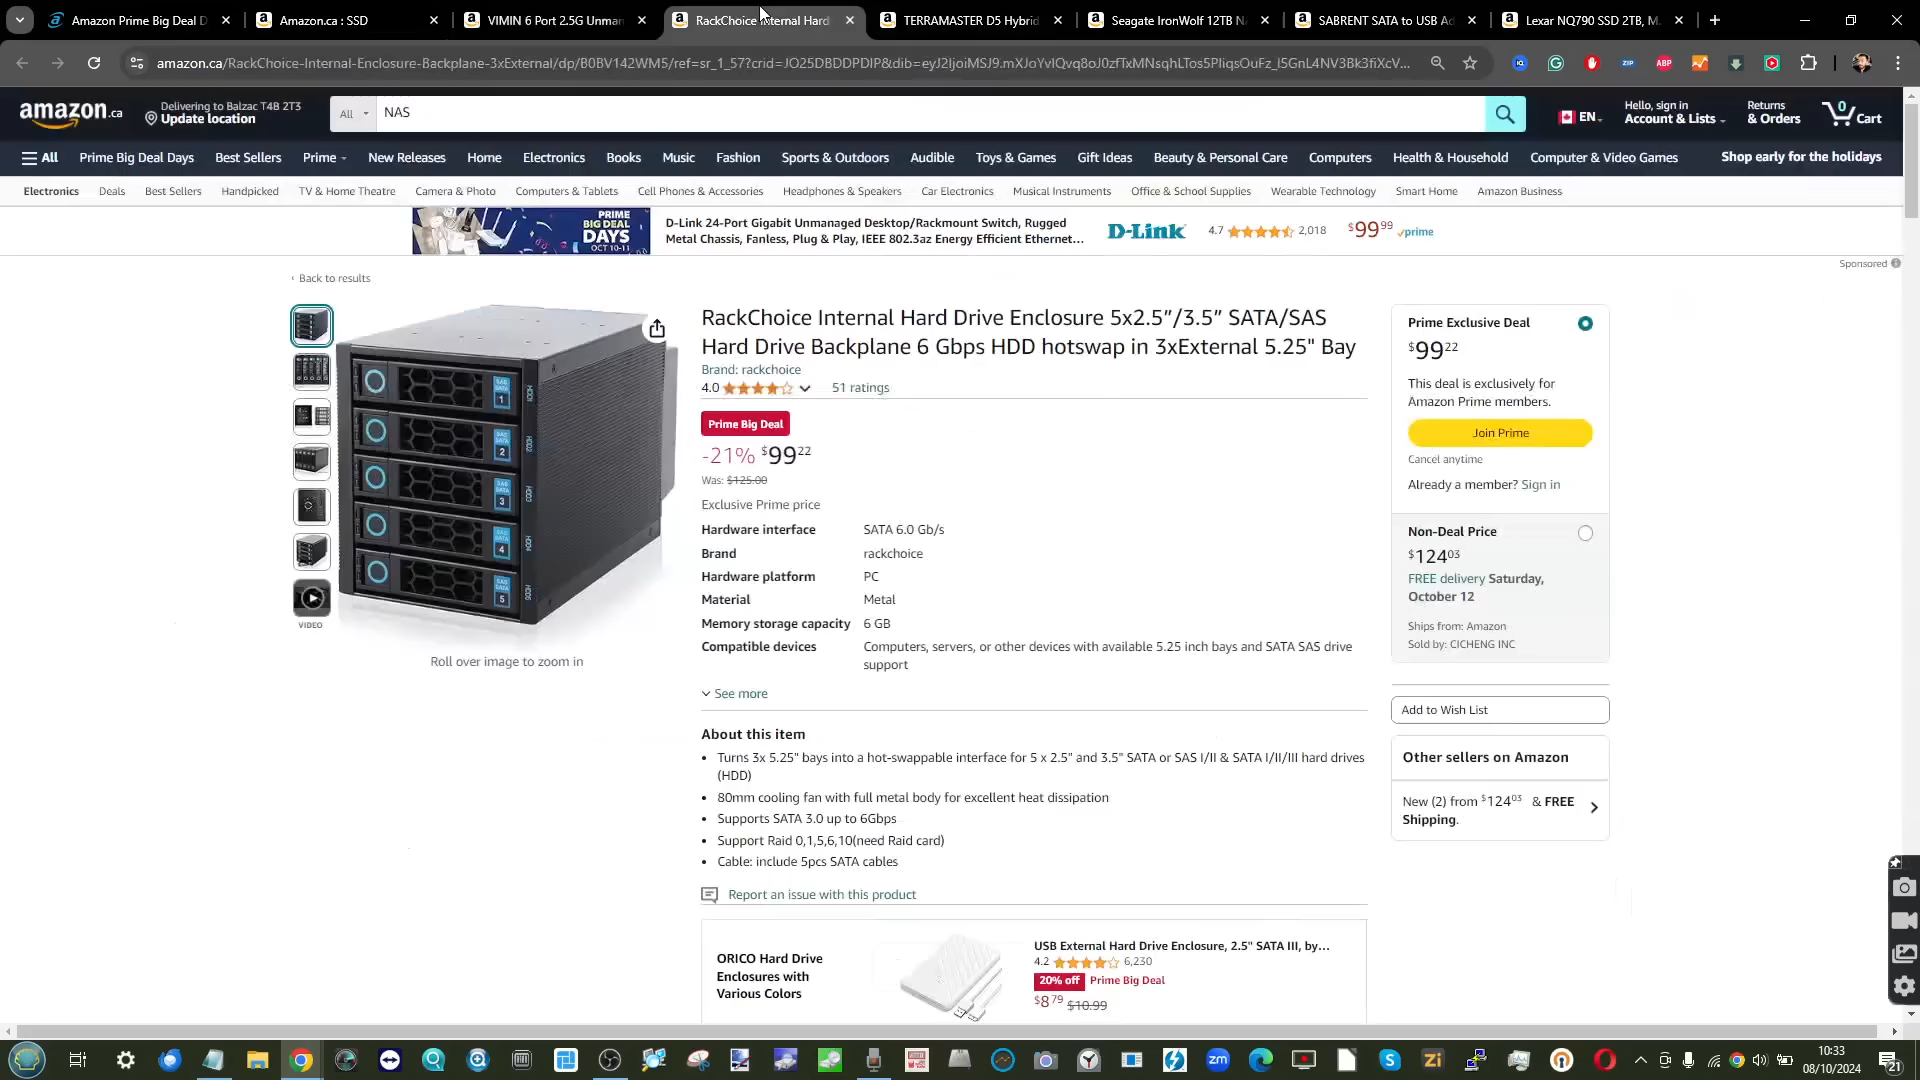 Amazon Prime Big Deal D
Amazon.ca : SSD
VIMIN 6 Port 2.5G Unman
RackChoice Internal Hard
TERRAMASTER D5 Hybrid
Seagate IronWolf 12TB NA
SABRENT SATA to USB Ad
Lexar NQ790 SSD 2TB, M.
amazon.ca
Delivering to Balzac T4B 2T3
Update location
All
NAS
EN
Hello, sign in
Account & Lists
Returns
& Orders
0
Cart
All
Prime Big Deal Days
Best Sellers
Prime
New Releases
Home
Electronics
Books
Music
Fashion
Sports & Outdoors
Audible
Toys & Games
Gift Ideas
Beauty & Personal Care
Computers
Health & Household
Computer & Video Games
Shop early for the holidays
Electronics
Deals
Best Sellers
Handpicked
TV & Home Theatre
Camera & Photo
Computers & Tablets
Cell Phones & Accessories
Headphones & Speakers
Car Electronics
Musical Instruments
Office & School Supplies
Wearable Technology
Smart Home
Amazon Business
PRIME
BIG DEAL
DAYS
OCT 10-11
D-Link 24-Port Gigabit Unmanaged Desktop/Rackmount Switch, Rugged
Metal Chassis, Fanless, Plug & Play, IEEE 802.3az Energy Efficient Ethernet...
D-Link
4.7
2,018
$99 99
prime
Sponsored
‹ Back to results
VIDEO
Roll over image to zoom in
RackChoice Internal Hard Drive Enclosure 5x2.5”/3.5” SATA/SAS
Hard Drive Backplane 6 Gbps HDD hotswap in 3xExternal 5.25" Bay
Brand: rackchoice
4.0
51 ratings
Prime Big Deal
-21% $99 22
Was: $125.00
Exclusive Prime price
Hardware interface SATA 6.0 Gb/s
Brand rackchoice
Hardware platform PC
Material Metal
Memory storage capacity 6 GB
Compatible devices Computers, servers, or other devices with available 5.25 inch bays and SATA SAS drive
support
See more
About this item
• Turns 3x 5.25" bays into a hot-swappable interface for 5 x 2.5" and 3.5" SATA or SAS I/II & SATA I/II/III hard drives
(HDD)
• 80mm cooling fan with full metal body for excellent heat dissipation
• Supports SATA 3.0 up to 6Gbps
• Support Raid 0,1,5,6,10(need Raid card)
• Cable: include 5pcs SATA cables
Report an issue with this product
ORICO Hard Drive
Enclosures with
Various Colors
USB External Hard Drive Enclosure, 2.5" SATA III, by...
4.2
6,230
20% off Prime Big Deal
$8 79 $10.99
Prime Exclusive Deal
$99 22
This deal is exclusively for
Amazon Prime members.
Join Prime
Cancel anytime
Already a member? Sign in
Non-Deal Price
$124 03
FREE delivery Saturday,
October 12
Ships from: Amazon
Sold by: CICHENG INC
Add to Wish List
Other sellers on Amazon
New (2) from $124 03 & FREE
Shipping.
10:33
08/10/2024
21